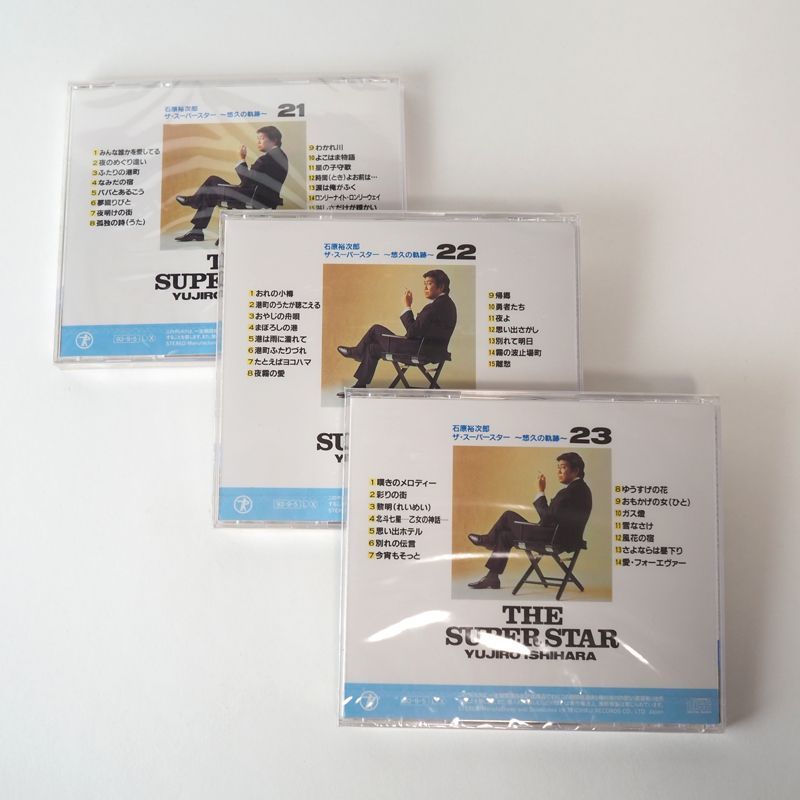 石原裕次郎
ザ・スーパースター ～悠久の軌跡～ 21
1 みんな誰かを愛してる
2 夜のめぐり逢い
3 ふたりの港町
4 なみだの宿
5 パパとあるこう
6 夢織りびと
7 夜明けの街
8 孤独の詩(うた)
9 わかれ川
10 よこはま物語
11 星の子守歌
12 時間(とき)よお前は…
13 涙は俺がふく
14 ロンリーナイト・ロンリーウェイ
15 淋しさだけが暖かい
石原裕次郎
ザ・スーパースター ～悠久の軌跡～ 22
1 おれの小樽
2 港町のうたが聴こえる
3 おやじの舟唄
4 まぼろしの港
5 港は雨に濡れて
6 港町ふたりづれ
7 たとえばヨコハマ
8 夜霧の愛
9 帰郷
10 勇者たち
11 夜よ
12 思い出さがし
13 別れて明日
14 霧の波止場町
15 離愁
92・9・5 L X
石原裕次郎
ザ・スーパースター ～悠久の軌跡～ 23
1 嘆きのメロディー
2 彩りの街
3 黎明(れいめい)
4 北斗七星―乙女の神話―
5 思い出ホテル
6 別れの伝言
7 今宵もそっと
8 ゆうすげの花
9 おもかげの女(ひと)
10 ガス燈
11 雪なさけ
12 風花の宿
13 さよならは昼下り
14 愛・フォーエヴァー
THE
SUPER STAR
YUJIRO ISHIHARA